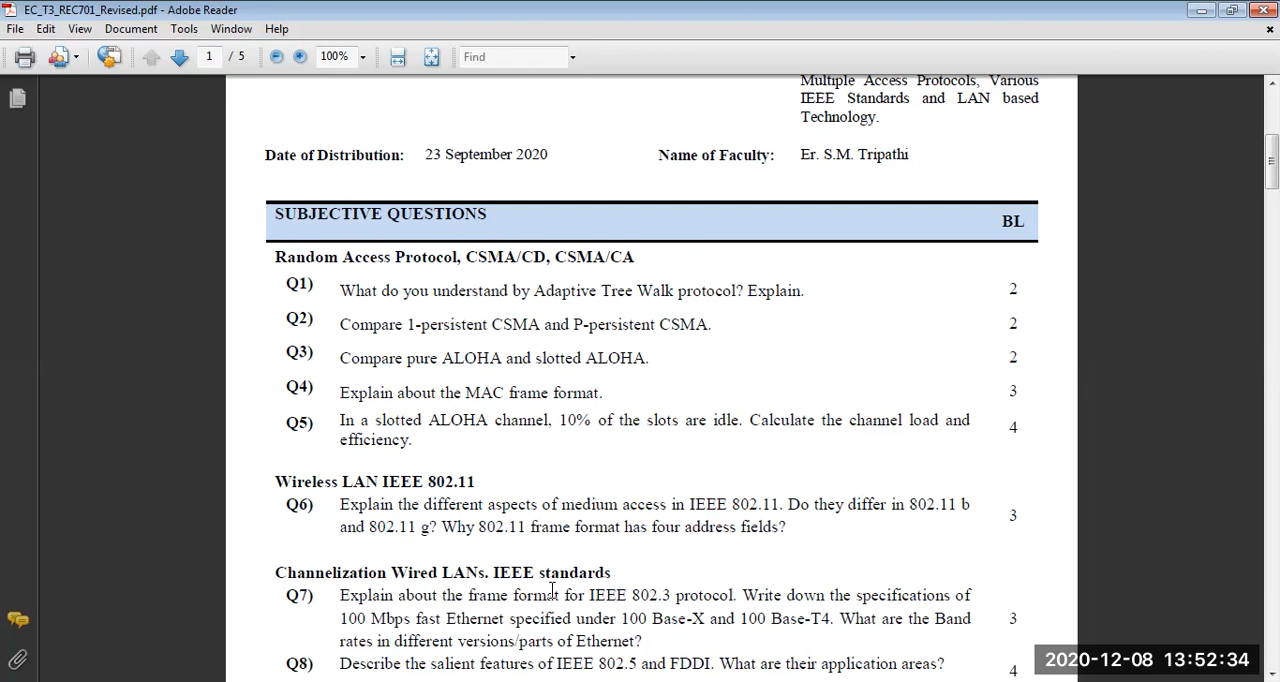 EC_T3_REC701_Revised.pdf - Adobe Reader
File Edit View Document Tools Window Help
1 / 5 100% Find
Multiple Access Protocols, Various
IEEE Standards and LAN based
Technology.
Date of Distribution: 23 September 2020 Name of Faculty: Er. S.M. Tripathi
SUBJECTIVE QUESTIONS BL
Random Access Protocol, CSMA/CD, CSMA/CA
Q1) What do you understand by Adaptive Tree Walk protocol? Explain. 2
Q2) Compare 1-persistent CSMA and P-persistent CSMA. 2
Q3) Compare pure ALOHA and slotted ALOHA. 2
Q4) Explain about the MAC frame format. 3
Q5) In a slotted ALOHA channel, 10% of the slots are idle. Calculate the channel load and 4
efficiency.
Wireless LAN IEEE 802.11
Q6) Explain the different aspects of medium access in IEEE 802.11. Do they differ in 802.11 b 3
and 802.11 g? Why 802.11 frame format has four address fields?
Channelization Wired LANs. IEEE standards
Q7) Explain about the frame format for IEEE 802.3 protocol. Write down the specifications of
100 Mbps fast Ethernet specified under 100 Base-X and 100 Base-T4. What are the Band 3
rates in different versions/parts of Ethernet?
Q8) Describe the salient features of IEEE 802.5 and FDDI. What are their application areas? 4
2020-12-08 13:52:34